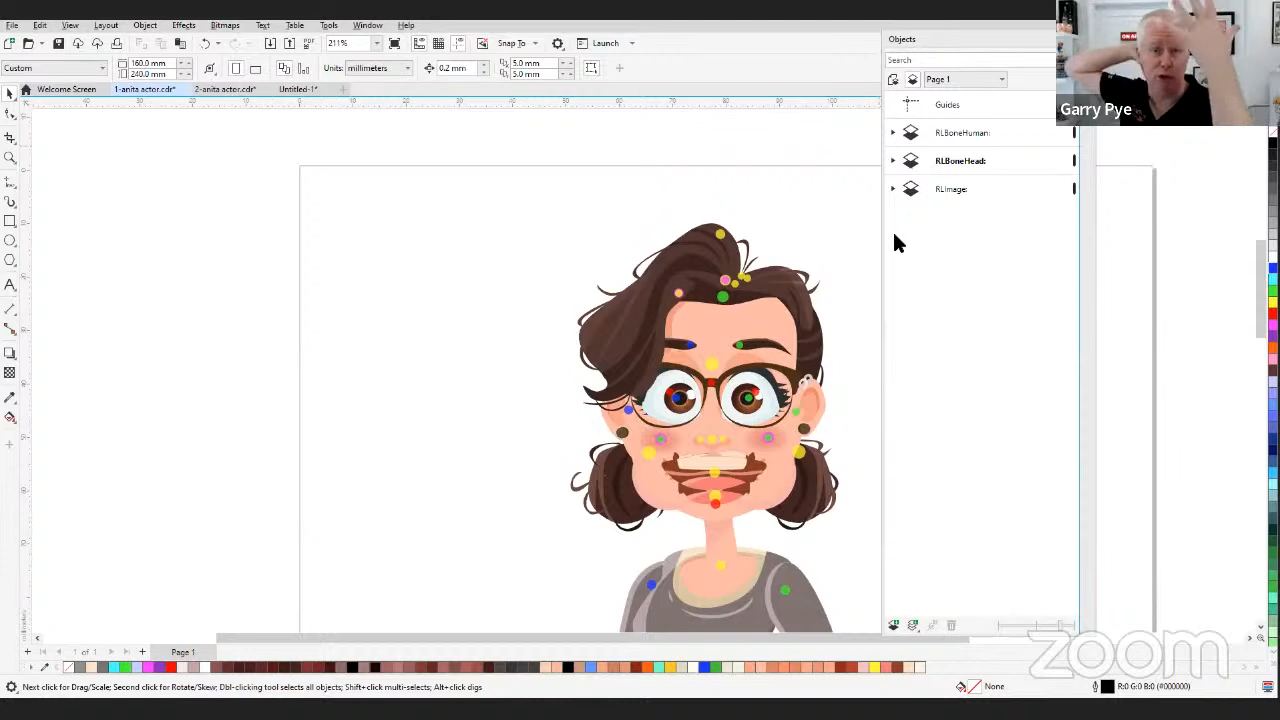 File Edit View Layout Object Effects Bitmaps Text Table Tools Window Help
211% Snap To Launch
Custom 160.0 mm 240.0 mm Units: millimeters 0.2 mm 5.0 mm 5.0 mm
Welcome Screen 1-anita actor.cdr* 2-anita actor.cdr* Untitled-1*
Objects
Search
Page 1
Guides
RLBoneHuman:
RLBoneHead:
RLImage:
Garry Pye
zoom
1 of 1 Page 1
Next click for Drag/Scale; Second click for Rotate/Skew; Dbl-clicking tool selects all objects; Shift+click multi-selects; Alt+click digs None R:0 G:0 B:0 (#000000)